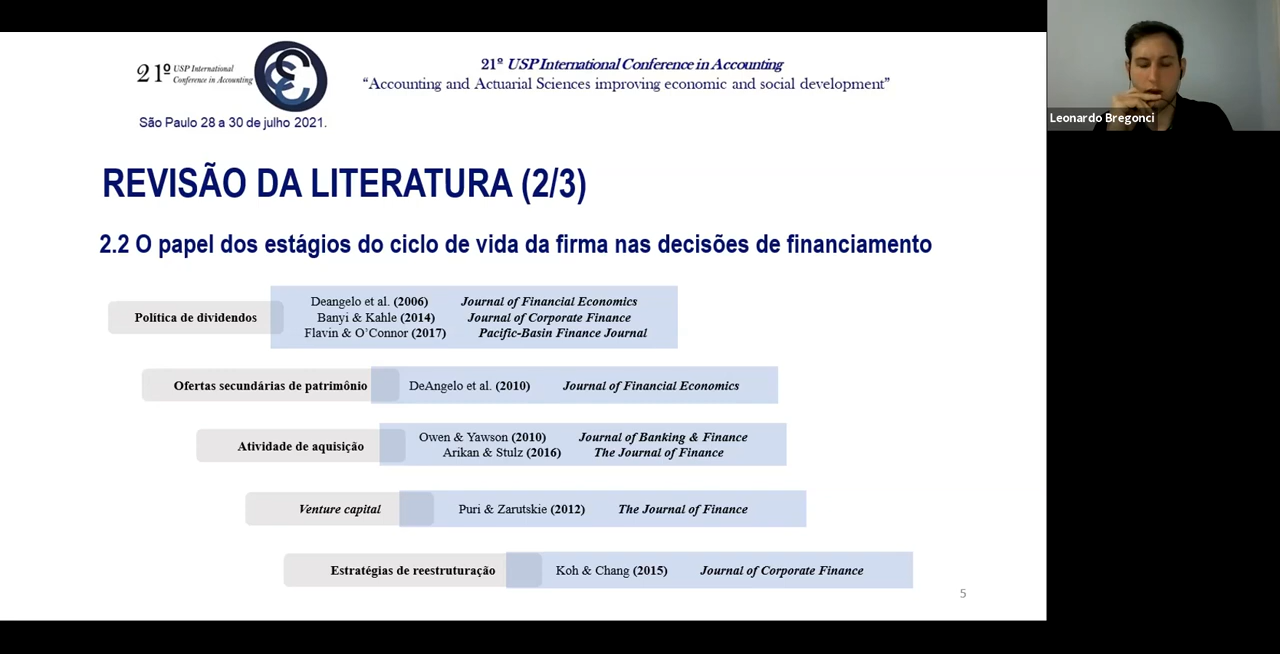 21º USP International
Conference in Accounting
São Paulo 28 a 30 de julho 2021.
21º USP International Conference in Accounting
“Accounting and Actuarial Sciences improving economic and social development”
Leonardo Bregonci
REVISÃO DA LITERATURA (2/3)
2.2 O papel dos estágios do ciclo de vida da firma nas decisões de financiamento
Política de dividendos
Deangelo et al. (2006) Journal of Financial Economics
Banyi & Kahle (2014) Journal of Corporate Finance
Flavin & O’Connor (2017) Pacific-Basin Finance Journal
Ofertas secundárias de patrimônio
DeAngelo et al. (2010) Journal of Financial Economics
Atividade de aquisição
Owen & Yawson (2010) Journal of Banking & Finance
Arikan & Stulz (2016) The Journal of Finance
Venture capital
Puri & Zarutskie (2012) The Journal of Finance
Estratégias de reestruturação
Koh & Chang (2015) Journal of Corporate Finance
5